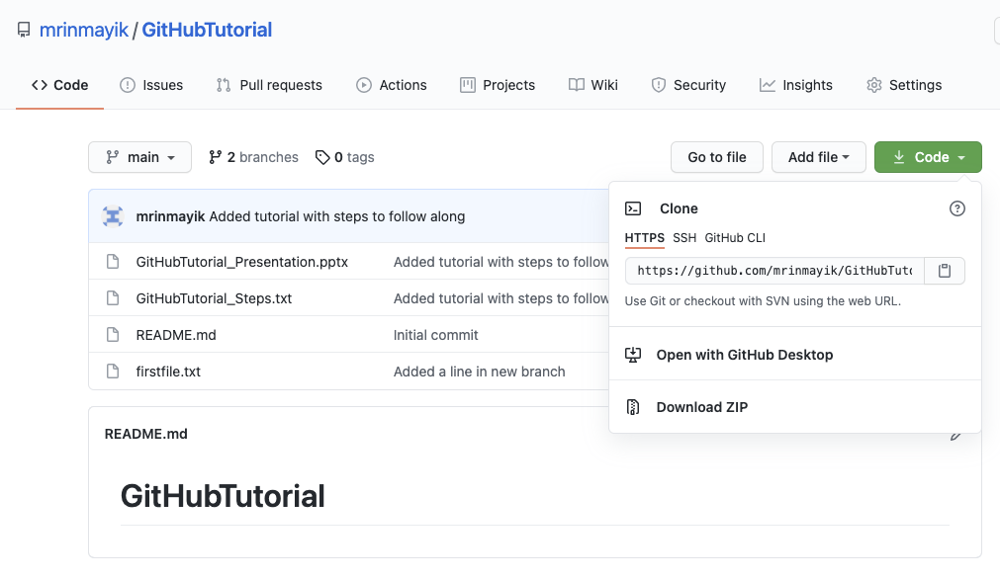 mrinmayik / GitHubTutorial
Code Issues Pull requests Actions Projects Wiki Security Insights Settings
main 2 branches 0 tags Go to file Add file Code
mrinmayik Added tutorial with steps to follow along
GitHubTutorial_Presentation.pptx Added tutorial with steps to follow
GitHubTutorial_Steps.txt Added tutorial with steps to follow
README.md Initial commit
firstfile.txt Added a line in new branch
Clone
HTTPS SSH GitHub CLI
https://github.com/mrinmayik/GitHubTuto
Use Git or checkout with SVN using the web URL.
Open with GitHub Desktop
Download ZIP
README.md
GitHubTutorial